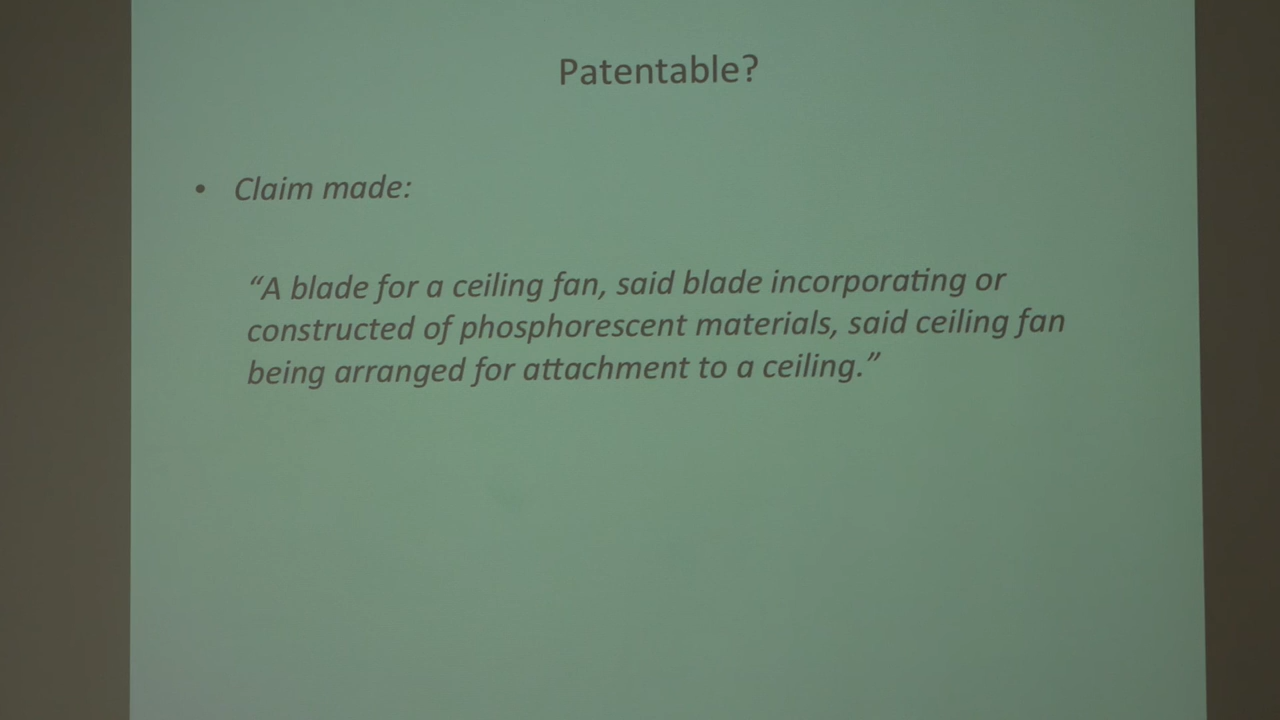 Patentable?
• Claim made:
“A blade for a ceiling fan, said blade incorporating or
constructed of phosphorescent materials, said ceiling fan
being arranged for attachment to a ceiling.”